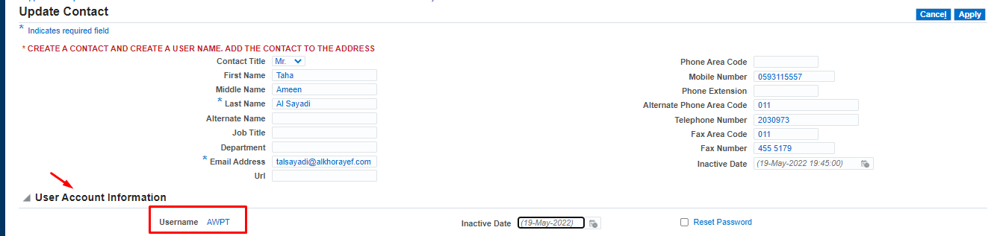 Update Contact
Cancel Apply
* Indicates required field
* CREATE A CONTACT AND CREATE A USER NAME. ADD THE CONTACT TO THE ADDRESS
Contact Title Mr.
First Name Taha
Middle Name Ameen
* Last Name Al Sayadi
Alternate Name
Job Title
Department
* Email Address talsayadi@alkhorayef.com
Url
Phone Area Code
Mobile Number 0593115557
Phone Extension
Alternate Phone Area Code 011
Telephone Number 2030973
Fax Area Code 011
Fax Number 455 5179
Inactive Date (19-May-2022 19:45:00)
User Account Information
Username AWPT
Inactive Date (19-May-2022)
Reset Password